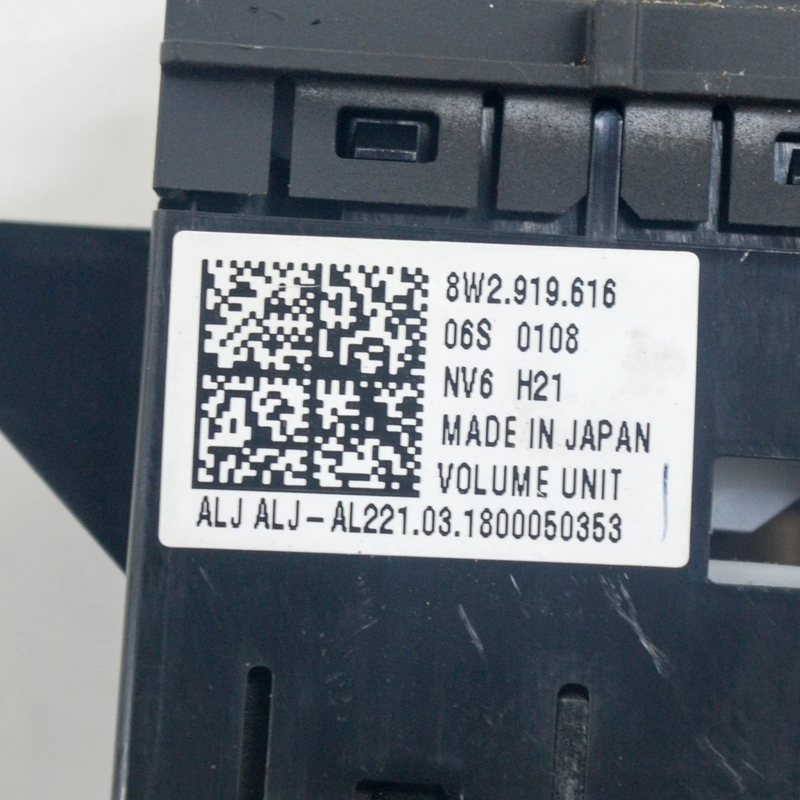 8W2.919.616
06S 0108
NV6 H21
MADE IN JAPAN
VOLUME UNIT
ALJ ALJ-AL221.03.1800050353